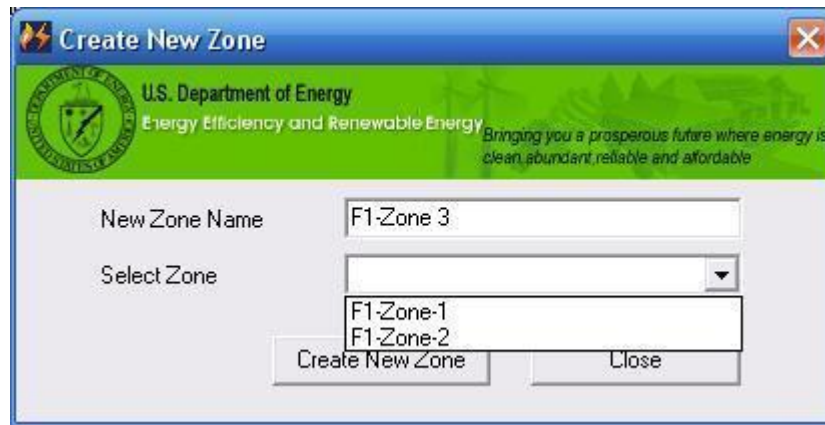 Create New Zone
U.S. Department of Energy
Energy Efficiency and Renewable Energy
Bringing you a prosperous future where energy is
clean,abundant,reliable and affordable
New Zone Name
F1-Zone 3
Select Zone
F1-Zone-1
F1-Zone-2
Create New Zone
Close